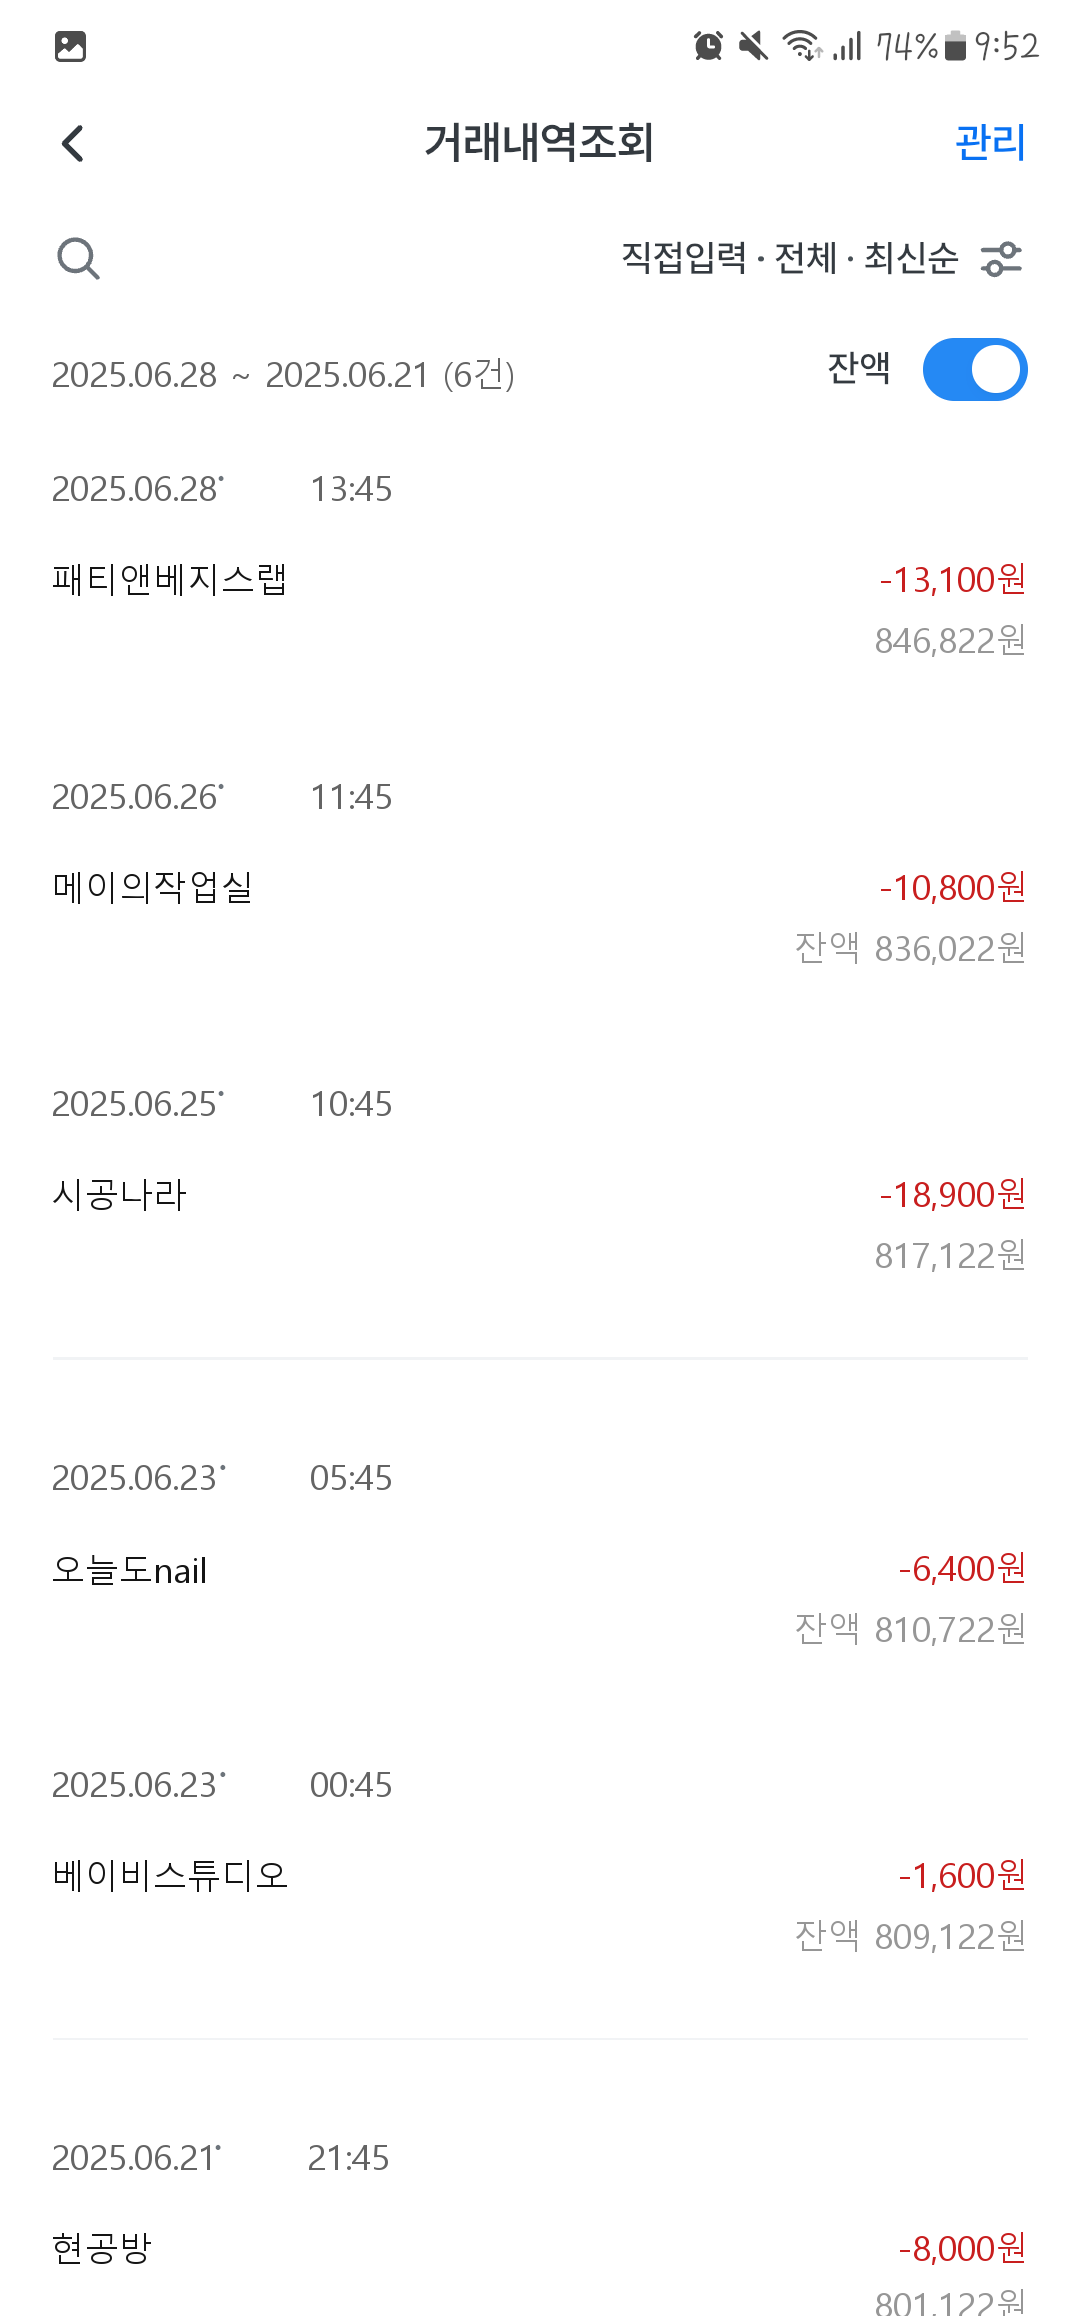 74% 9:52
거래내역조회 관리
직접입력 · 전체 · 최신순
2025.06.28 ~ 2025.06.21 (6건) 잔액
2025.06.28· 13:45
패티앤베지스랩 -13,100원
846,822원
2025.06.26· 11:45
메이의작업실 -10,800원
잔액 836,022원
2025.06.25· 10:45
시공나라 -18,900원
817,122원
2025.06.23· 05:45
오늘도nail -6,400원
잔액 810,722원
2025.06.23· 00:45
베이비스튜디오 -1,600원
잔액 809,122원
2025.06.21· 21:45
현공방 -8,000원
801,122원